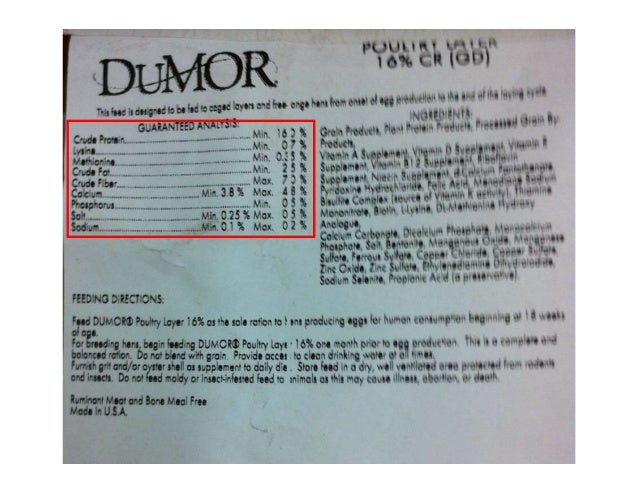 DUMOR
POULTRY LAYER
16% CR (GD)
This feed is designed to be fed to caged layers and free ange hens from onset of egg production to the end of the laying cycle
GUARANTEED ANALYSIS:
Crude Protein Min. 16.0 %
Lysine Min. 0.7 %
Methionine Min. 0.35 %
Crude Fat Min. 2.5 %
Crude Fiber Max. 7.0 %
Calcium Min. 3.8 % Max. 4.8 %
Phosphorus Min. 0.5 %
Salt Min. 0.25 % Max. 0.5 %
Sodium Min. 0.1 % Max. 0.2 %
INGREDIENTS:
Grain Products, Plant Protein Products, Processed Grain By
Products,
Vitamin A Supplement, Vitamin D Supplement, Vitamin E
Supplement, Vitamin B12 Supplement, Riboflavin
Supplement, Niacin Supplement, d-Calcium Pantothenate
Pyridoxine Hydrochloride, Folic Acid, Menadione Sodium
Bisulfite Complex (source of Vitamin K activity), Thiamine
Mononitrate, Biotin, L-Lysine, DL-Methionine Hydroxy
Analogue,
Calcium Carbonate, Dicalcium Phosphate, Monocalcium
Phosphate, Salt, Bentonite, Manganous Oxide, Manganese
Sulfate, Ferrous Sulfate, Copper Chloride, Copper Sulfate,
Zinc Oxide, Zinc Sulfate, Ethylenediamine Dihydroiodide,
Sodium Selenite, Propionic Acid (a preservative)
FEEDING DIRECTIONS:
Feed DUMOR® Poultry Layer 16% as the sole ration to ens producing eggs for human consumption beginning at 18 weeks
of age.
For breeding hens, begin feeding DUMOR® Poultry Laye 16% one month prior to egg production. This is a complete and
balanced ration. Do not blend with grain. Provide acces to clean drinking water at all times.
Furnish grit and/or oyster shell as supplement to daily die . Store feed in a dry, well ventilated area protected from rodents
and insects. Do not feed moldy or insect-infested feed to nimals as this may cause illness, abortion, or death.
Ruminant Meat and Bone Meal Free
Made in U.S.A.